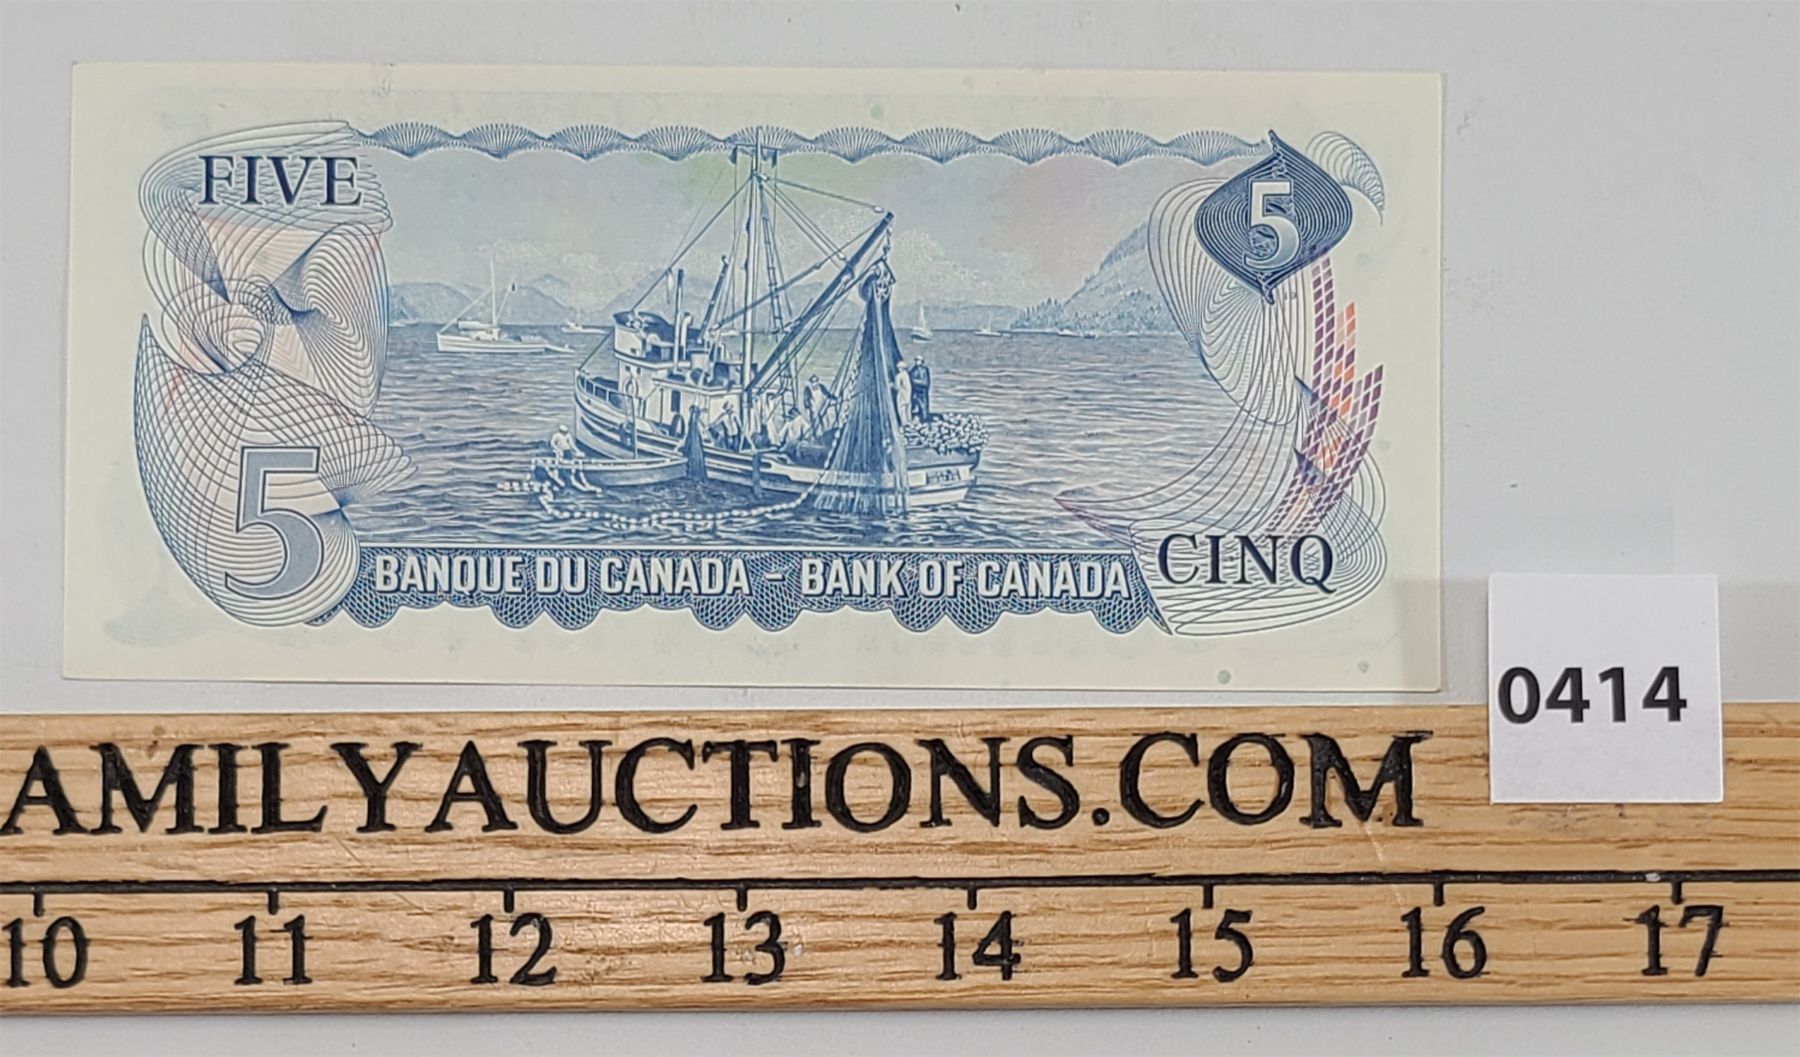 FIVE
5
5
BANQUE DU CANADA - BANK OF CANADA
CINQ
0414
AMILYAUCTIONS.COM
10 11 12 13 14 15 16 17